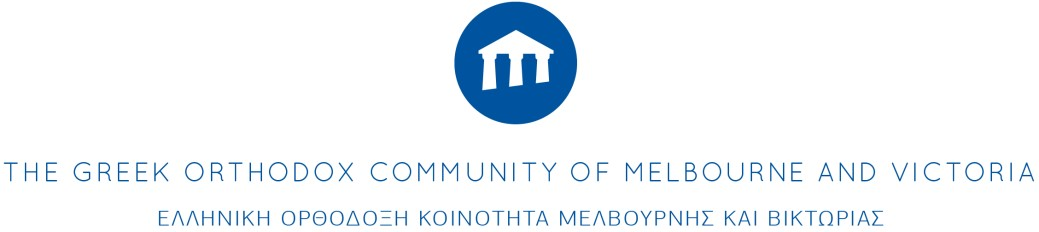 THE GREEK ORTHODOX COMMUNITY OF MELBOURNE AND VICTORIA
ΕΛΛΗΝΙΚΗ ΟΡΘΟΔΟΞΗ ΚΟΙΝΟΤΗΤΑ ΜΕΛΒΟΥΡΝΗΣ ΚΑΙ ΒΙΚΤΩΡΙΑΣ